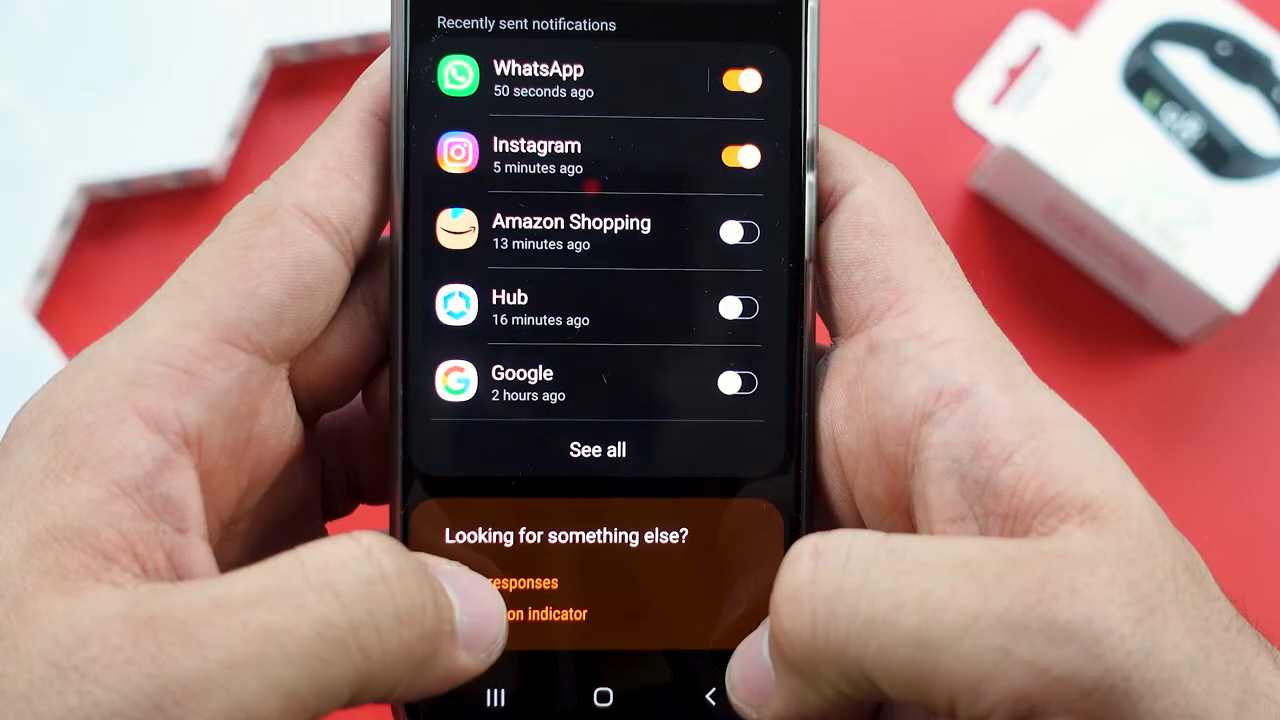 Recently sent notifications
WhatsApp
50 seconds ago
Instagram
5 minutes ago
Amazon Shopping
13 minutes ago
Hub
16 minutes ago
Google
2 hours ago
See all
Looking for something else?
responses
on indicator